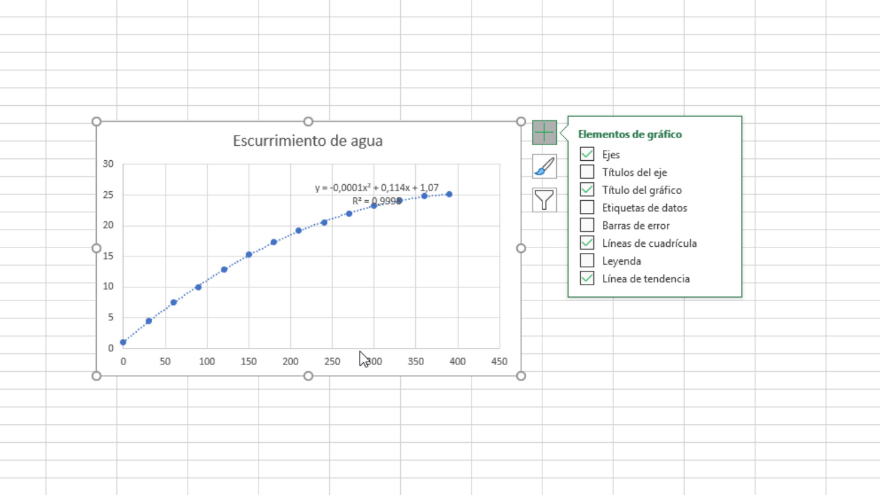 Escurrimiento de agua
30
25
20
15
10
5
0
y = -0,0001x² + 0,114x + 1,07
R² = 0,9998
0 50 100 150 200 250 300 350 400 450
Elementos de gráfico
Ejes
Títulos del eje
Título del gráfico
Etiquetas de datos
Barras de error
Líneas de cuadrícula
Leyenda
Línea de tendencia